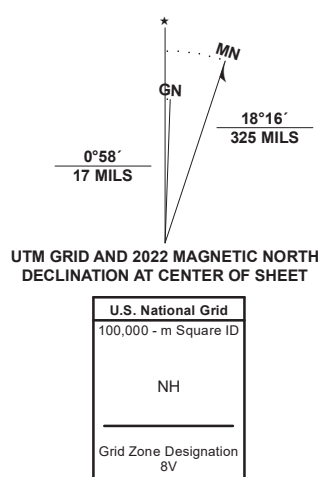 ★
MN
GN
18°16´
325 MILS
0°58´
17 MILS
UTM GRID AND 2022 MAGNETIC NORTH
DECLINATION AT CENTER OF SHEET
U.S. National Grid
100,000 - m Square ID
NH
Grid Zone Designation
8V